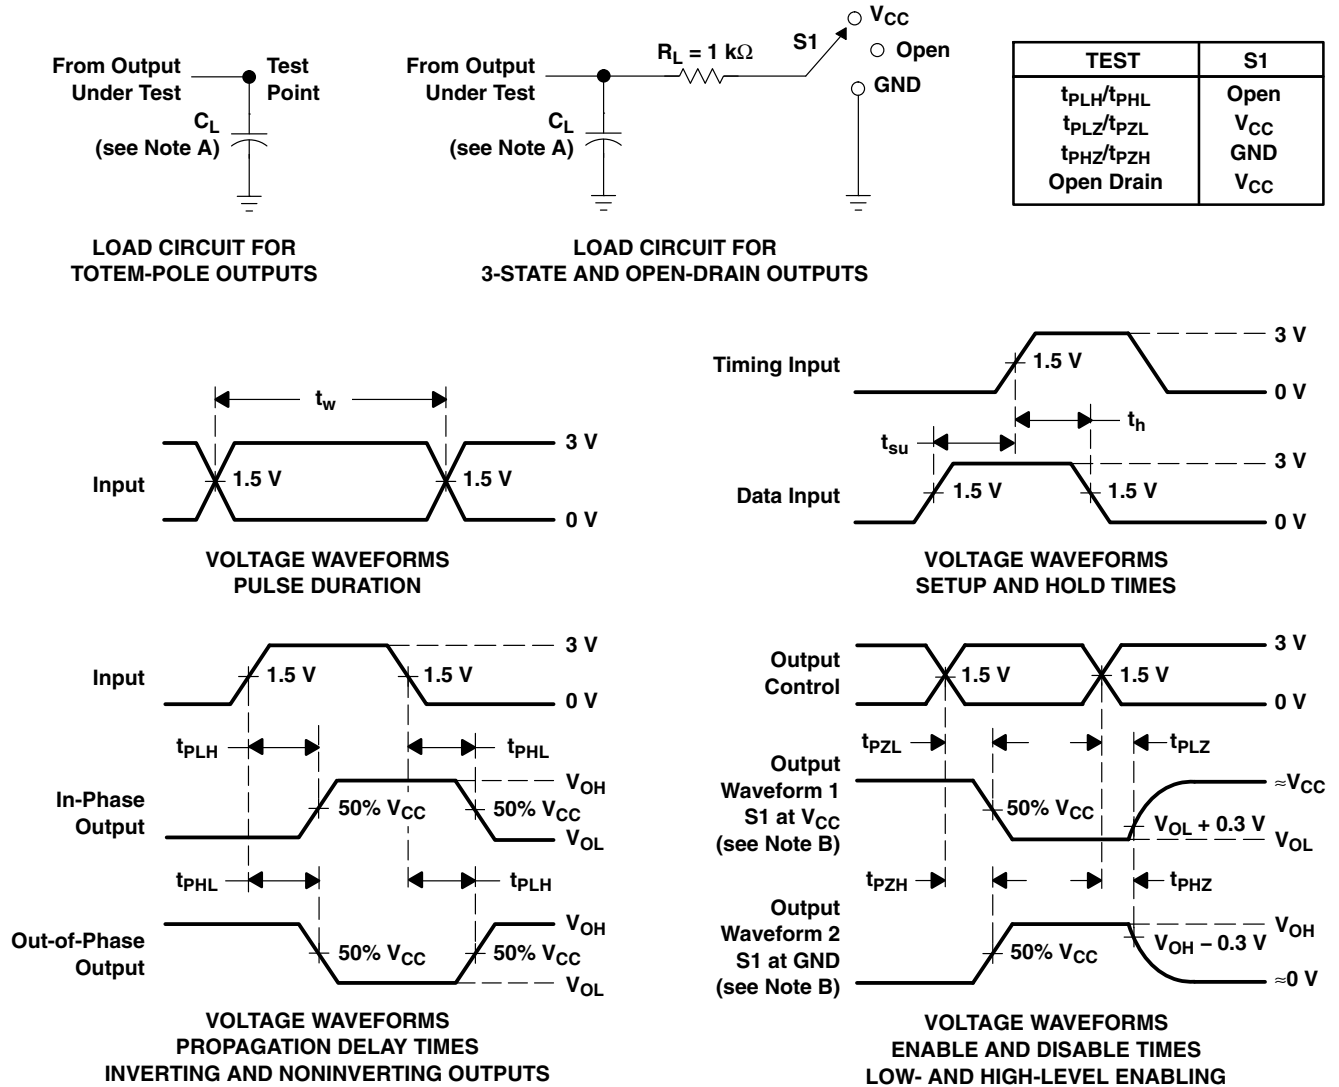 From Output
Under Test
Test
Point
C_L
(see Note A)
LOAD CIRCUIT FOR
TOTEM-POLE OUTPUTS
From Output
Under Test
R_L = 1 kΩ
S1
V_CC
Open
GND
C_L
(see Note A)
LOAD CIRCUIT FOR
3-STATE AND OPEN-DRAIN OUTPUTS
TEST S1
t_PLH/t_PHL Open
t_PLZ/t_PZL V_CC
t_PHZ/t_PZH GND
Open Drain V_CC
t_w
Input
1.5 V
1.5 V
3 V
0 V
VOLTAGE WAVEFORMS
PULSE DURATION
Timing Input
1.5 V
3 V
0 V
t_su
t_h
Data Input
1.5 V
1.5 V
3 V
0 V
VOLTAGE WAVEFORMS
SETUP AND HOLD TIMES
Input
1.5 V
1.5 V
3 V
0 V
t_PLH
t_PHL
In-Phase
Output
50% V_CC
50% V_CC
V_OH
V_OL
t_PHL
t_PLH
Out-of-Phase
Output
50% V_CC
50% V_CC
V_OH
V_OL
VOLTAGE WAVEFORMS
PROPAGATION DELAY TIMES
INVERTING AND NONINVERTING OUTPUTS
Output
Control
1.5 V
1.5 V
3 V
0 V
t_PZL
t_PLZ
Output
Waveform 1
S1 at V_CC
(see Note B)
50% V_CC
V_OL + 0.3 V
≈V_CC
V_OL
t_PZH
t_PHZ
Output
Waveform 2
S1 at GND
(see Note B)
50% V_CC
V_OH − 0.3 V
V_OH
≈0 V
VOLTAGE WAVEFORMS
ENABLE AND DISABLE TIMES
LOW- AND HIGH-LEVEL ENABLING